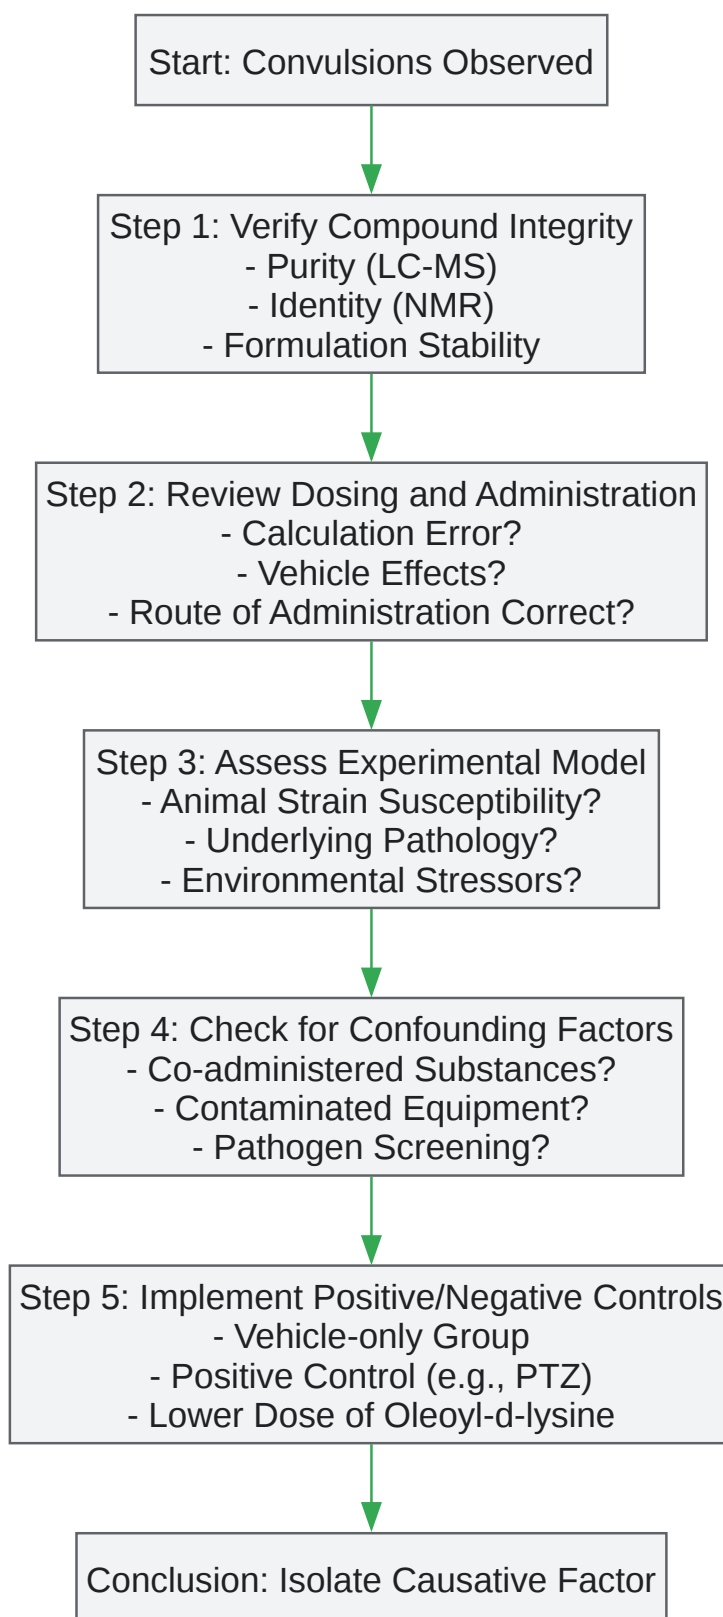 Start: Convulsions Observed
Step 1: Verify Compound Integrity
- Purity (LC-MS)
- Identity (NMR)
- Formulation Stability
Step 2: Review Dosing and Administration
- Calculation Error?
- Vehicle Effects?
- Route of Administration Correct?
Step 3: Assess Experimental Model
- Animal Strain Susceptibility?
- Underlying Pathology?
- Environmental Stressors?
Step 4: Check for Confounding Factors
- Co-administered Substances?
- Contaminated Equipment?
- Pathogen Screening?
Step 5: Implement Positive/Negative Controls
- Vehicle-only Group
- Positive Control (e.g., PTZ)
- Lower Dose of Oleoyl-d-lysine
Conclusion: Isolate Causative Factor